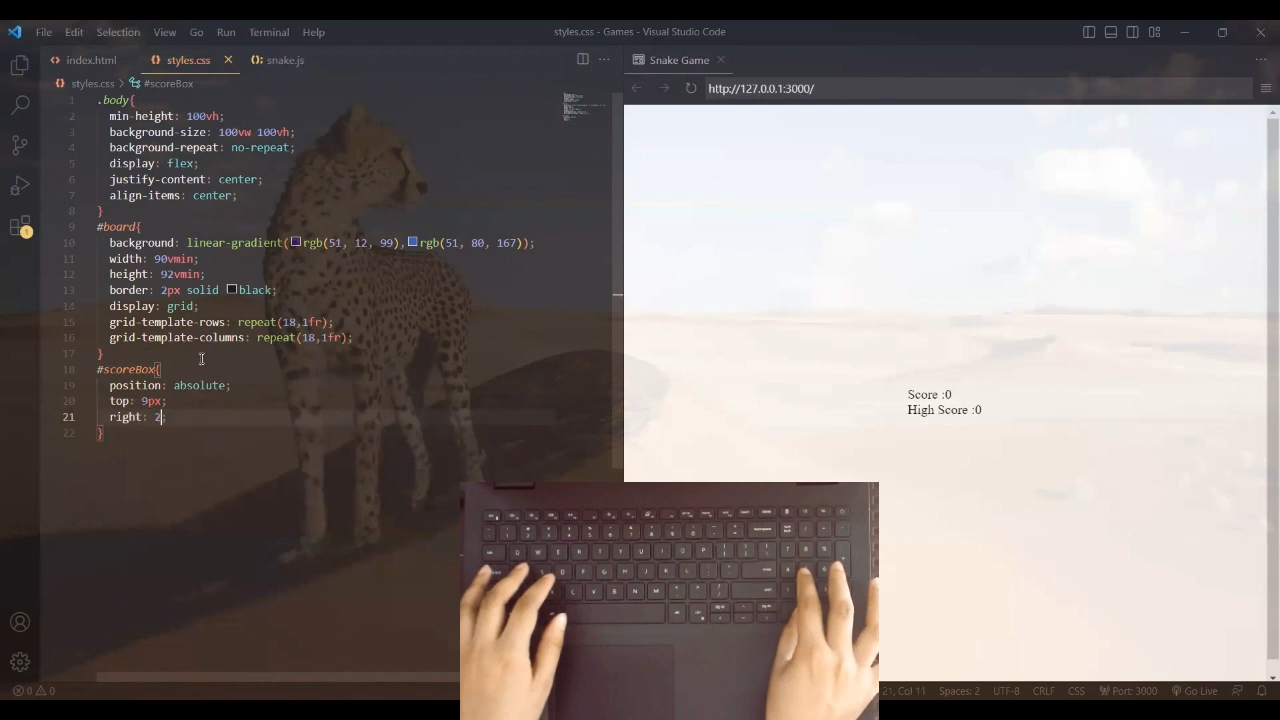 File Edit Selection View Go Run Terminal Help
styles.css - Games - Visual Studio Code
index.html
styles.css
snake.js
Snake Game
styles.css > #scoreBox
http://127.0.0.1:3000/
1 .body{
2 min-height: 100vh;
3 background-size: 100vw 100vh;
4 background-repeat: no-repeat;
5 display: flex;
6 justify-content: center;
7 align-items: center;
8 }
9 #board{
10 background: linear-gradient(rgb(51, 12, 99),rgb(51, 80, 167));
11 width: 90vmin;
12 height: 92vmin;
13 border: 2px solid black;
14 display: grid;
15 grid-template-rows: repeat(18,1fr);
16 grid-template-columns: repeat(18,1fr);
17 }
18 #scoreBox{
19 position: absolute;
20 top: 9px;
21 right: 2;
22 }
Score :0
High Score :0
1
0 0
21, Col 11 Spaces: 2 UTF-8 CRLF CSS Port: 3000 Go Live